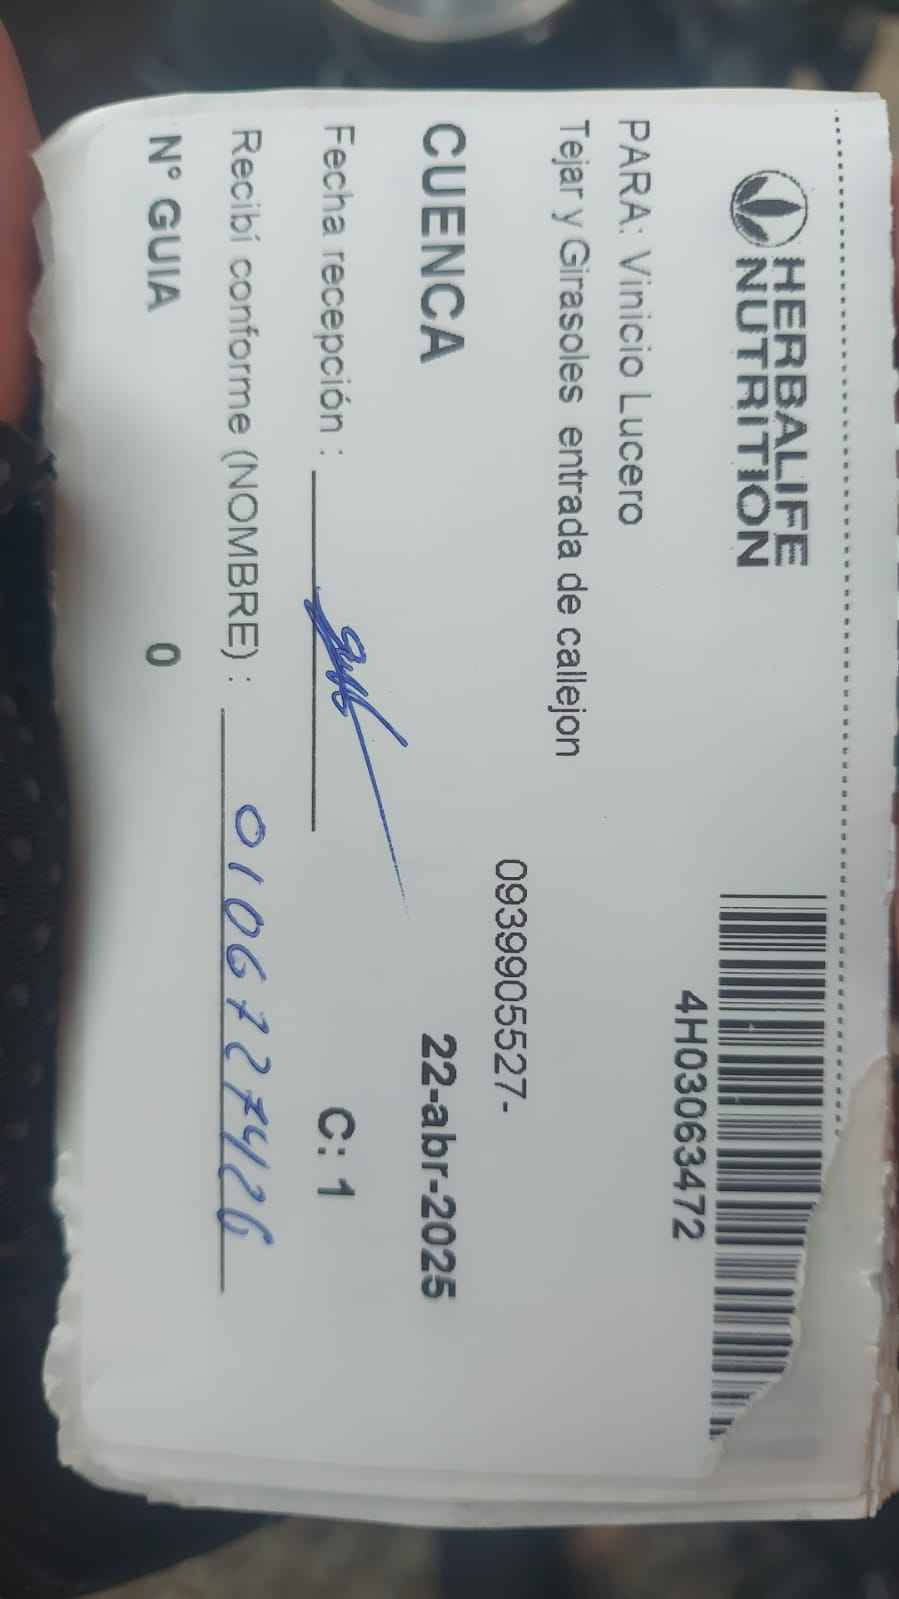 HERBALIFE
NUTRITION
4H03063472
PARA: Vinicio Lucero
Tejar y Girasoles entrada de callejon
0939905527-
CUENCA 22-abr-2025
Fecha recepción : C: 1
Recibí conforme (NOMBRE) : 0106727426
N° GUIA 0